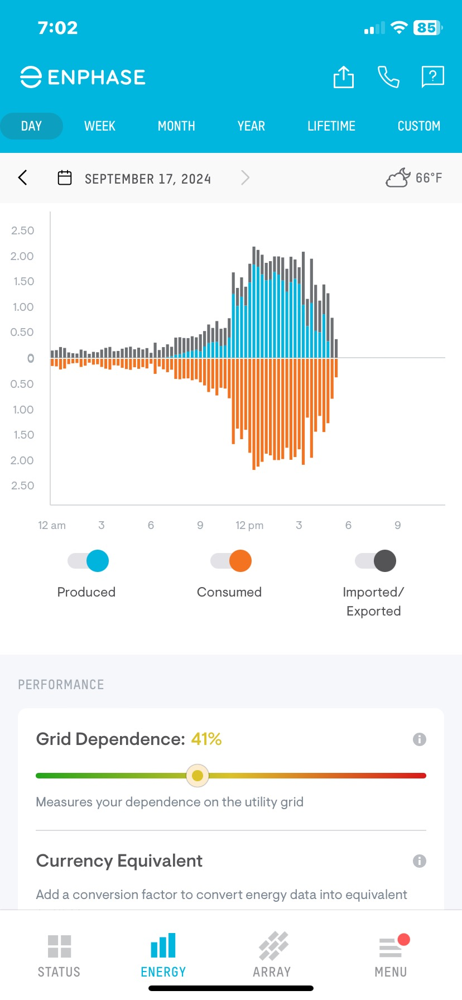 7:02
85
ENPHASE
DAY WEEK MONTH YEAR LIFETIME CUSTOM
SEPTEMBER 17, 2024 66°F
2.50
2.00
1.50
1.00
0.50
0
0.50
1.00
1.50
2.00
2.50
12 am 3 6 9 12 pm 3 6 9
Produced Consumed Imported/
Exported
PERFORMANCE
Grid Dependence: 41%
Measures your dependence on the utility grid
Currency Equivalent
Add a conversion factor to convert energy data into equivalent
STATUS ENERGY ARRAY MENU